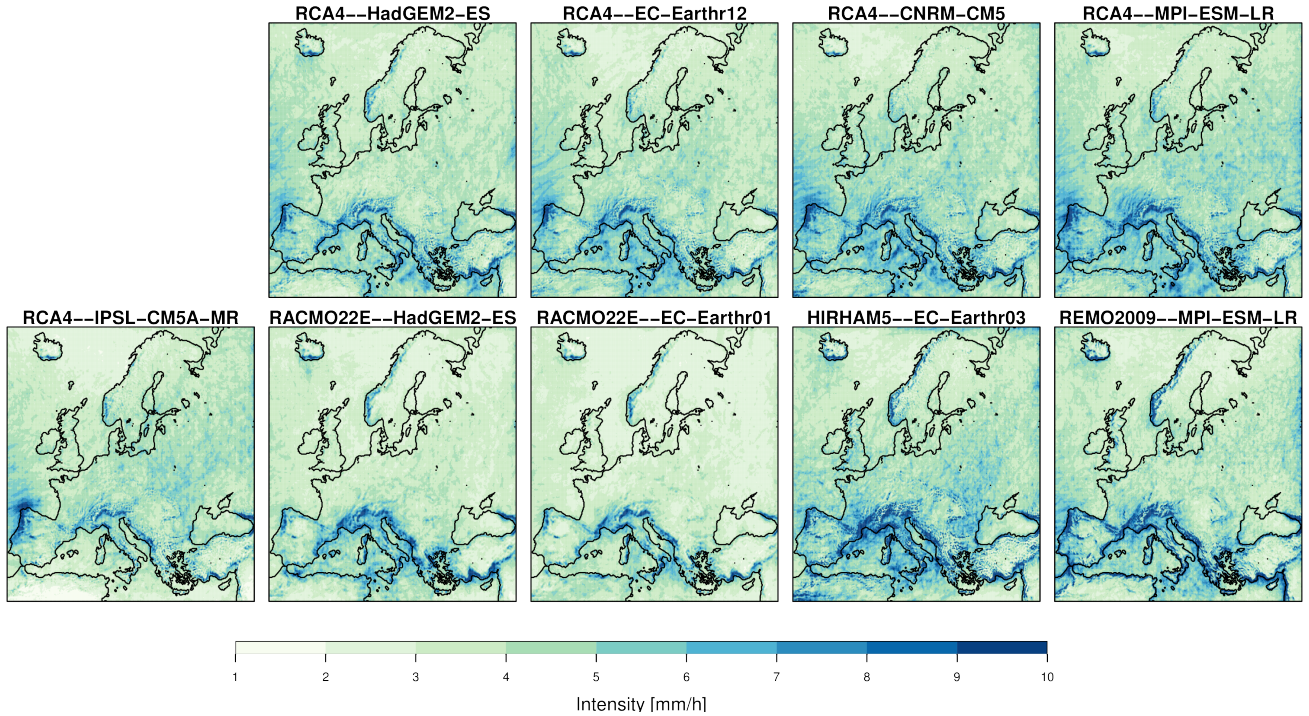 RCA4--HadGEM2-ES
RCA4--EC-Earthr12
RCA4--CNRM-CM5
RCA4--MPI-ESM-LR
RCA4--IPSL-CM5A-MR
RACMO22E--HadGEM2-ES
RACMO22E--EC-Earthr01
HIRHAM5--EC-Earthr03
REMO2009--MPI-ESM-LR
1 2 3 4 5 6 7 8 9 10
Intensity [mm/h]